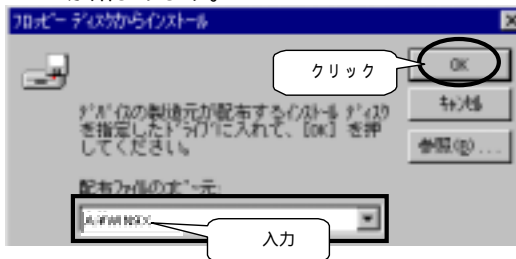 フロッピー ディスクからインストール
クリック
OK
キャンセル
デバイスの製造元が配布するインストール ディスク
を指定したドライブに入れて、[OK] を押
してください。
参照(B)...
配布ファイルのコピー元:
入力